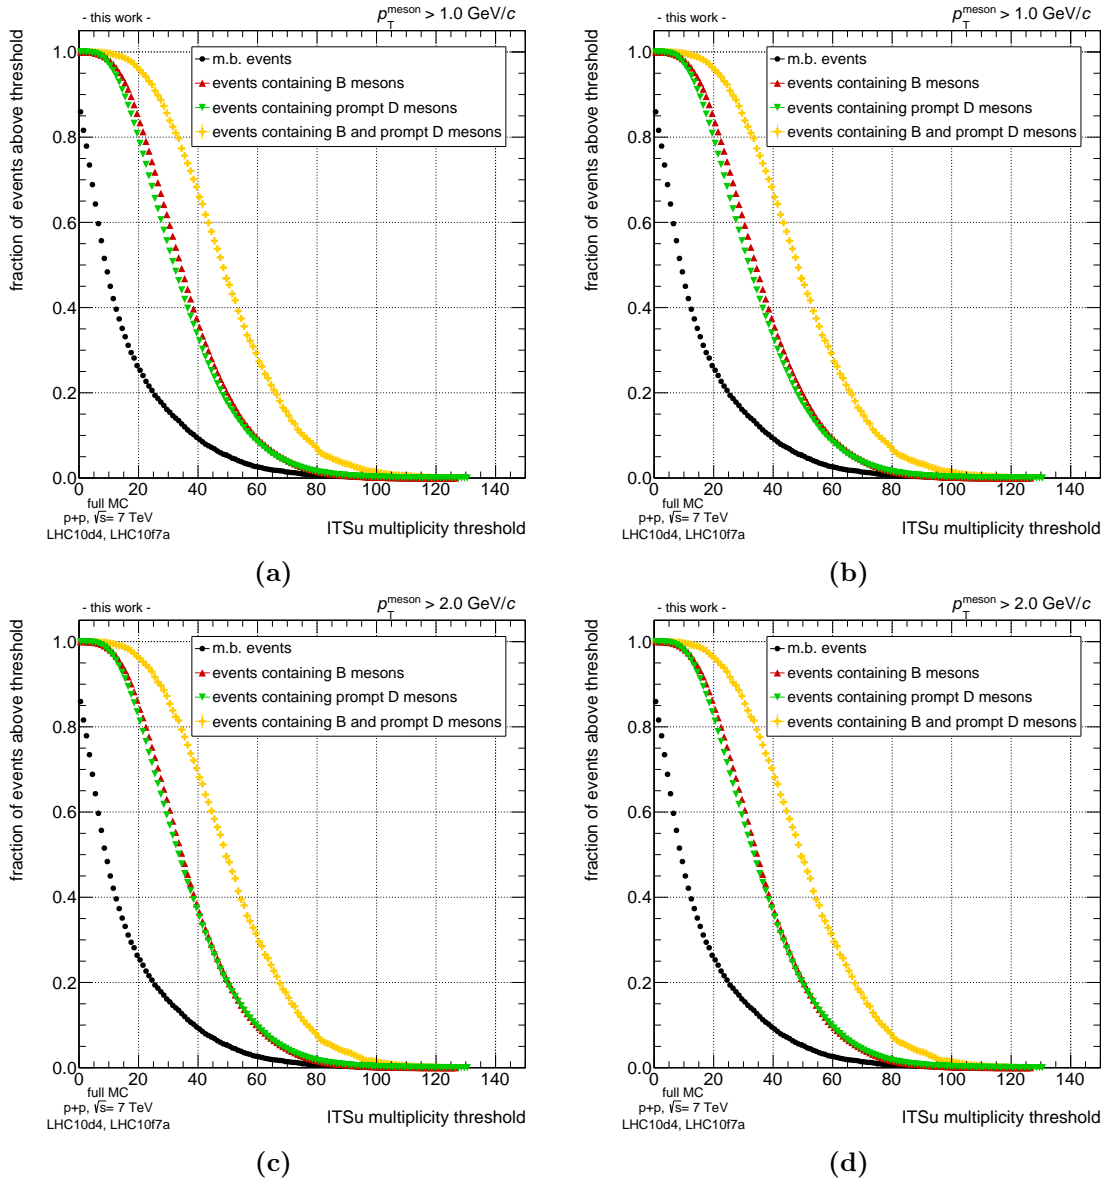 - this work -
p_T^meson > 1.0 GeV/c
fraction of events above threshold
1.0
0.8
0.6
0.4
0.2
0.0
m.b. events
events containing B mesons
events containing prompt D mesons
events containing B and prompt D mesons
0 20 40 60 80 100 120 140
full MC
p+p, √s= 7 TeV
LHC10d4, LHC10f7a
ITSu multiplicity threshold
(a)
- this work -
p_T^meson > 1.0 GeV/c
fraction of events above threshold
1.0
0.8
0.6
0.4
0.2
0.0
m.b. events
events containing B mesons
events containing prompt D mesons
events containing B and prompt D mesons
0 20 40 60 80 100 120 140
full MC
p+p, √s= 7 TeV
LHC10d4, LHC10f7a
ITSu multiplicity threshold
(b)
- this work -
p_T^meson > 2.0 GeV/c
fraction of events above threshold
1.0
0.8
0.6
0.4
0.2
0.0
m.b. events
events containing B mesons
events containing prompt D mesons
events containing B and prompt D mesons
0 20 40 60 80 100 120 140
full MC
p+p, √s= 7 TeV
LHC10d4, LHC10f7a
ITSu multiplicity threshold
(c)
- this work -
p_T^meson > 2.0 GeV/c
fraction of events above threshold
1.0
0.8
0.6
0.4
0.2
0.0
m.b. events
events containing B mesons
events containing prompt D mesons
events containing B and prompt D mesons
0 20 40 60 80 100 120 140
full MC
p+p, √s= 7 TeV
LHC10d4, LHC10f7a
ITSu multiplicity threshold
(d)